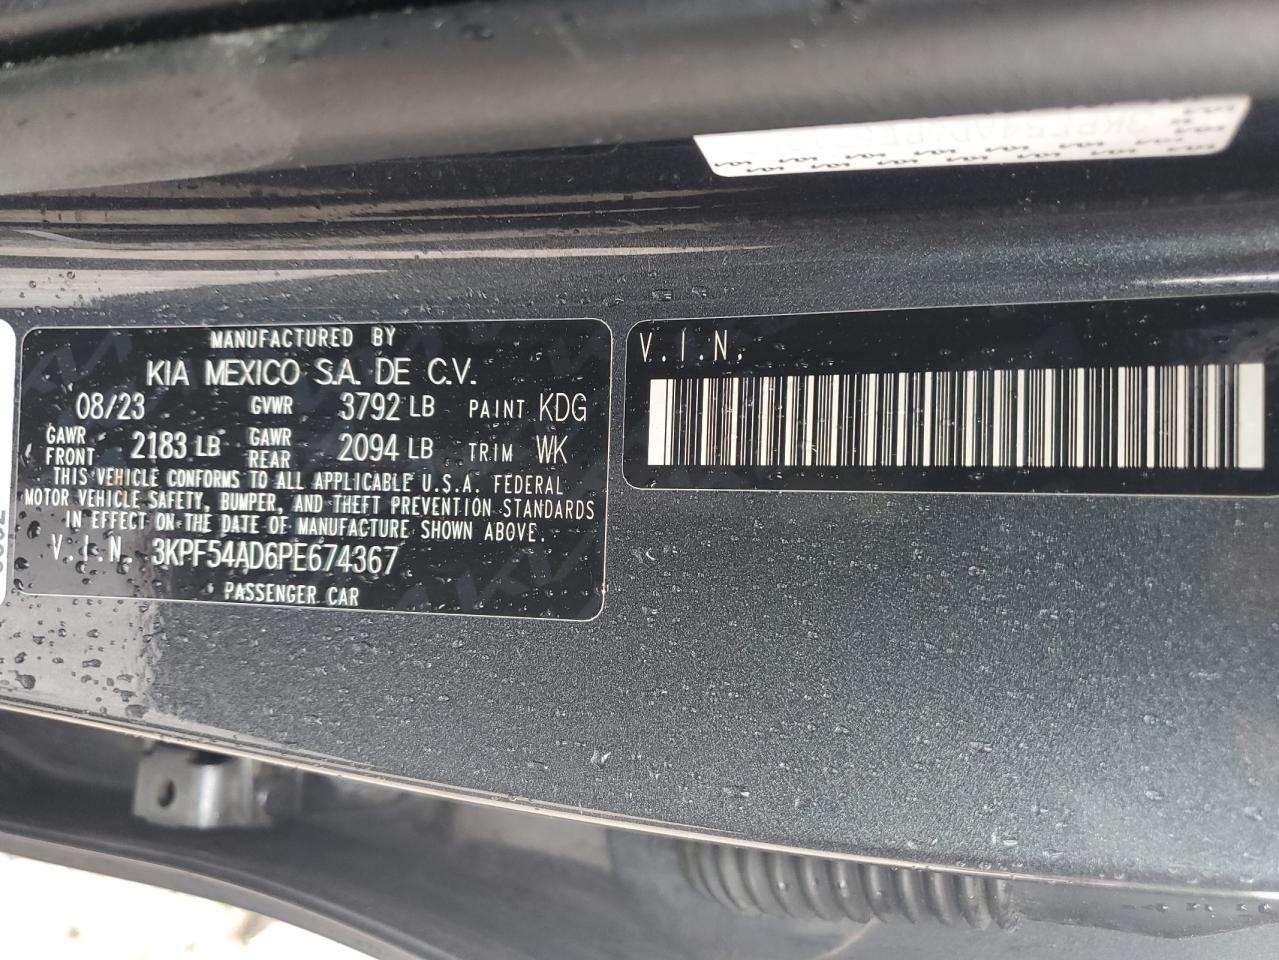 MANUFACTURED BY
KIA MEXICO S.A. DE C.V.
08/23 GVWR 3792 LB PAINT KDG
GAWR FRONT 2183 LB GAWR REAR 2094 LB TRIM WK
THIS VEHICLE CONFORMS TO ALL APPLICABLE U.S.A. FEDERAL
MOTOR VEHICLE SAFETY, BUMPER, AND THEFT PREVENTION STANDARDS
IN EFFECT ON THE DATE OF MANUFACTURE SHOWN ABOVE.
V.I.N. 3KPF54AD6PE674367
PASSENGER CAR
V.I.N.